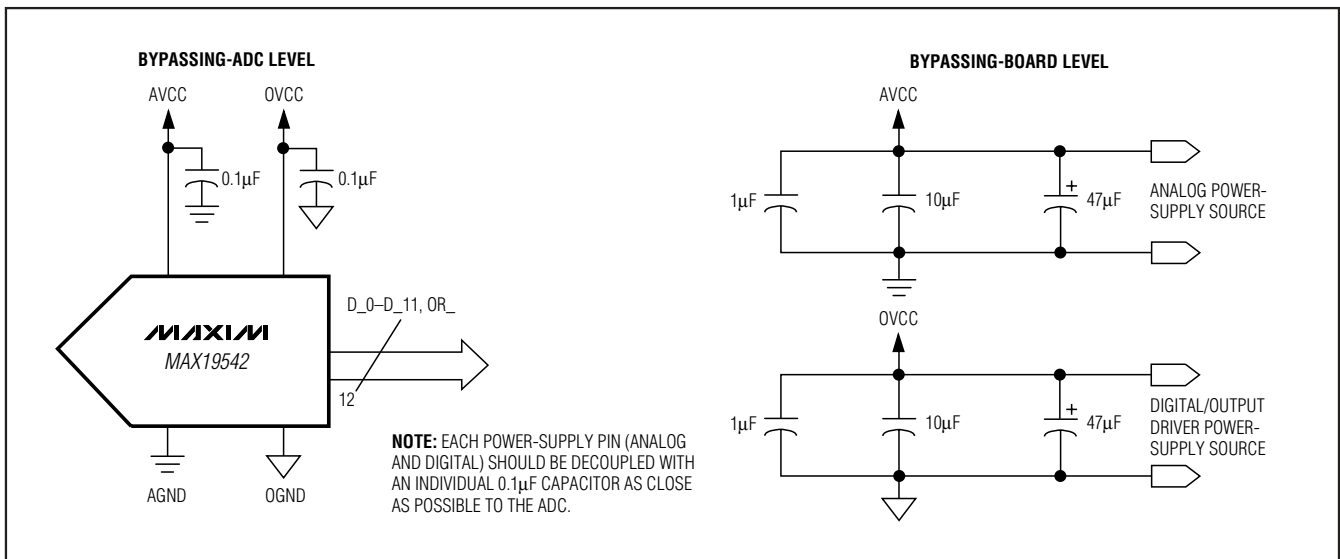 BYPASSING-ADC LEVEL
AVCC
OVCC
0.1µF
0.1µF
MAXIM
MAX19542
D_0–D_11, OR_
12
AGND
OGND
NOTE: EACH POWER-SUPPLY PIN (ANALOG
AND DIGITAL) SHOULD BE DECOUPLED WITH
AN INDIVIDUAL 0.1µF CAPACITOR AS CLOSE
AS POSSIBLE TO THE ADC.
BYPASSING-BOARD LEVEL
AVCC
1µF
10µF
+
47µF
ANALOG POWER-
SUPPLY SOURCE
OVCC
1µF
10µF
+
47µF
DIGITAL/OUTPUT
DRIVER POWER-
SUPPLY SOURCE